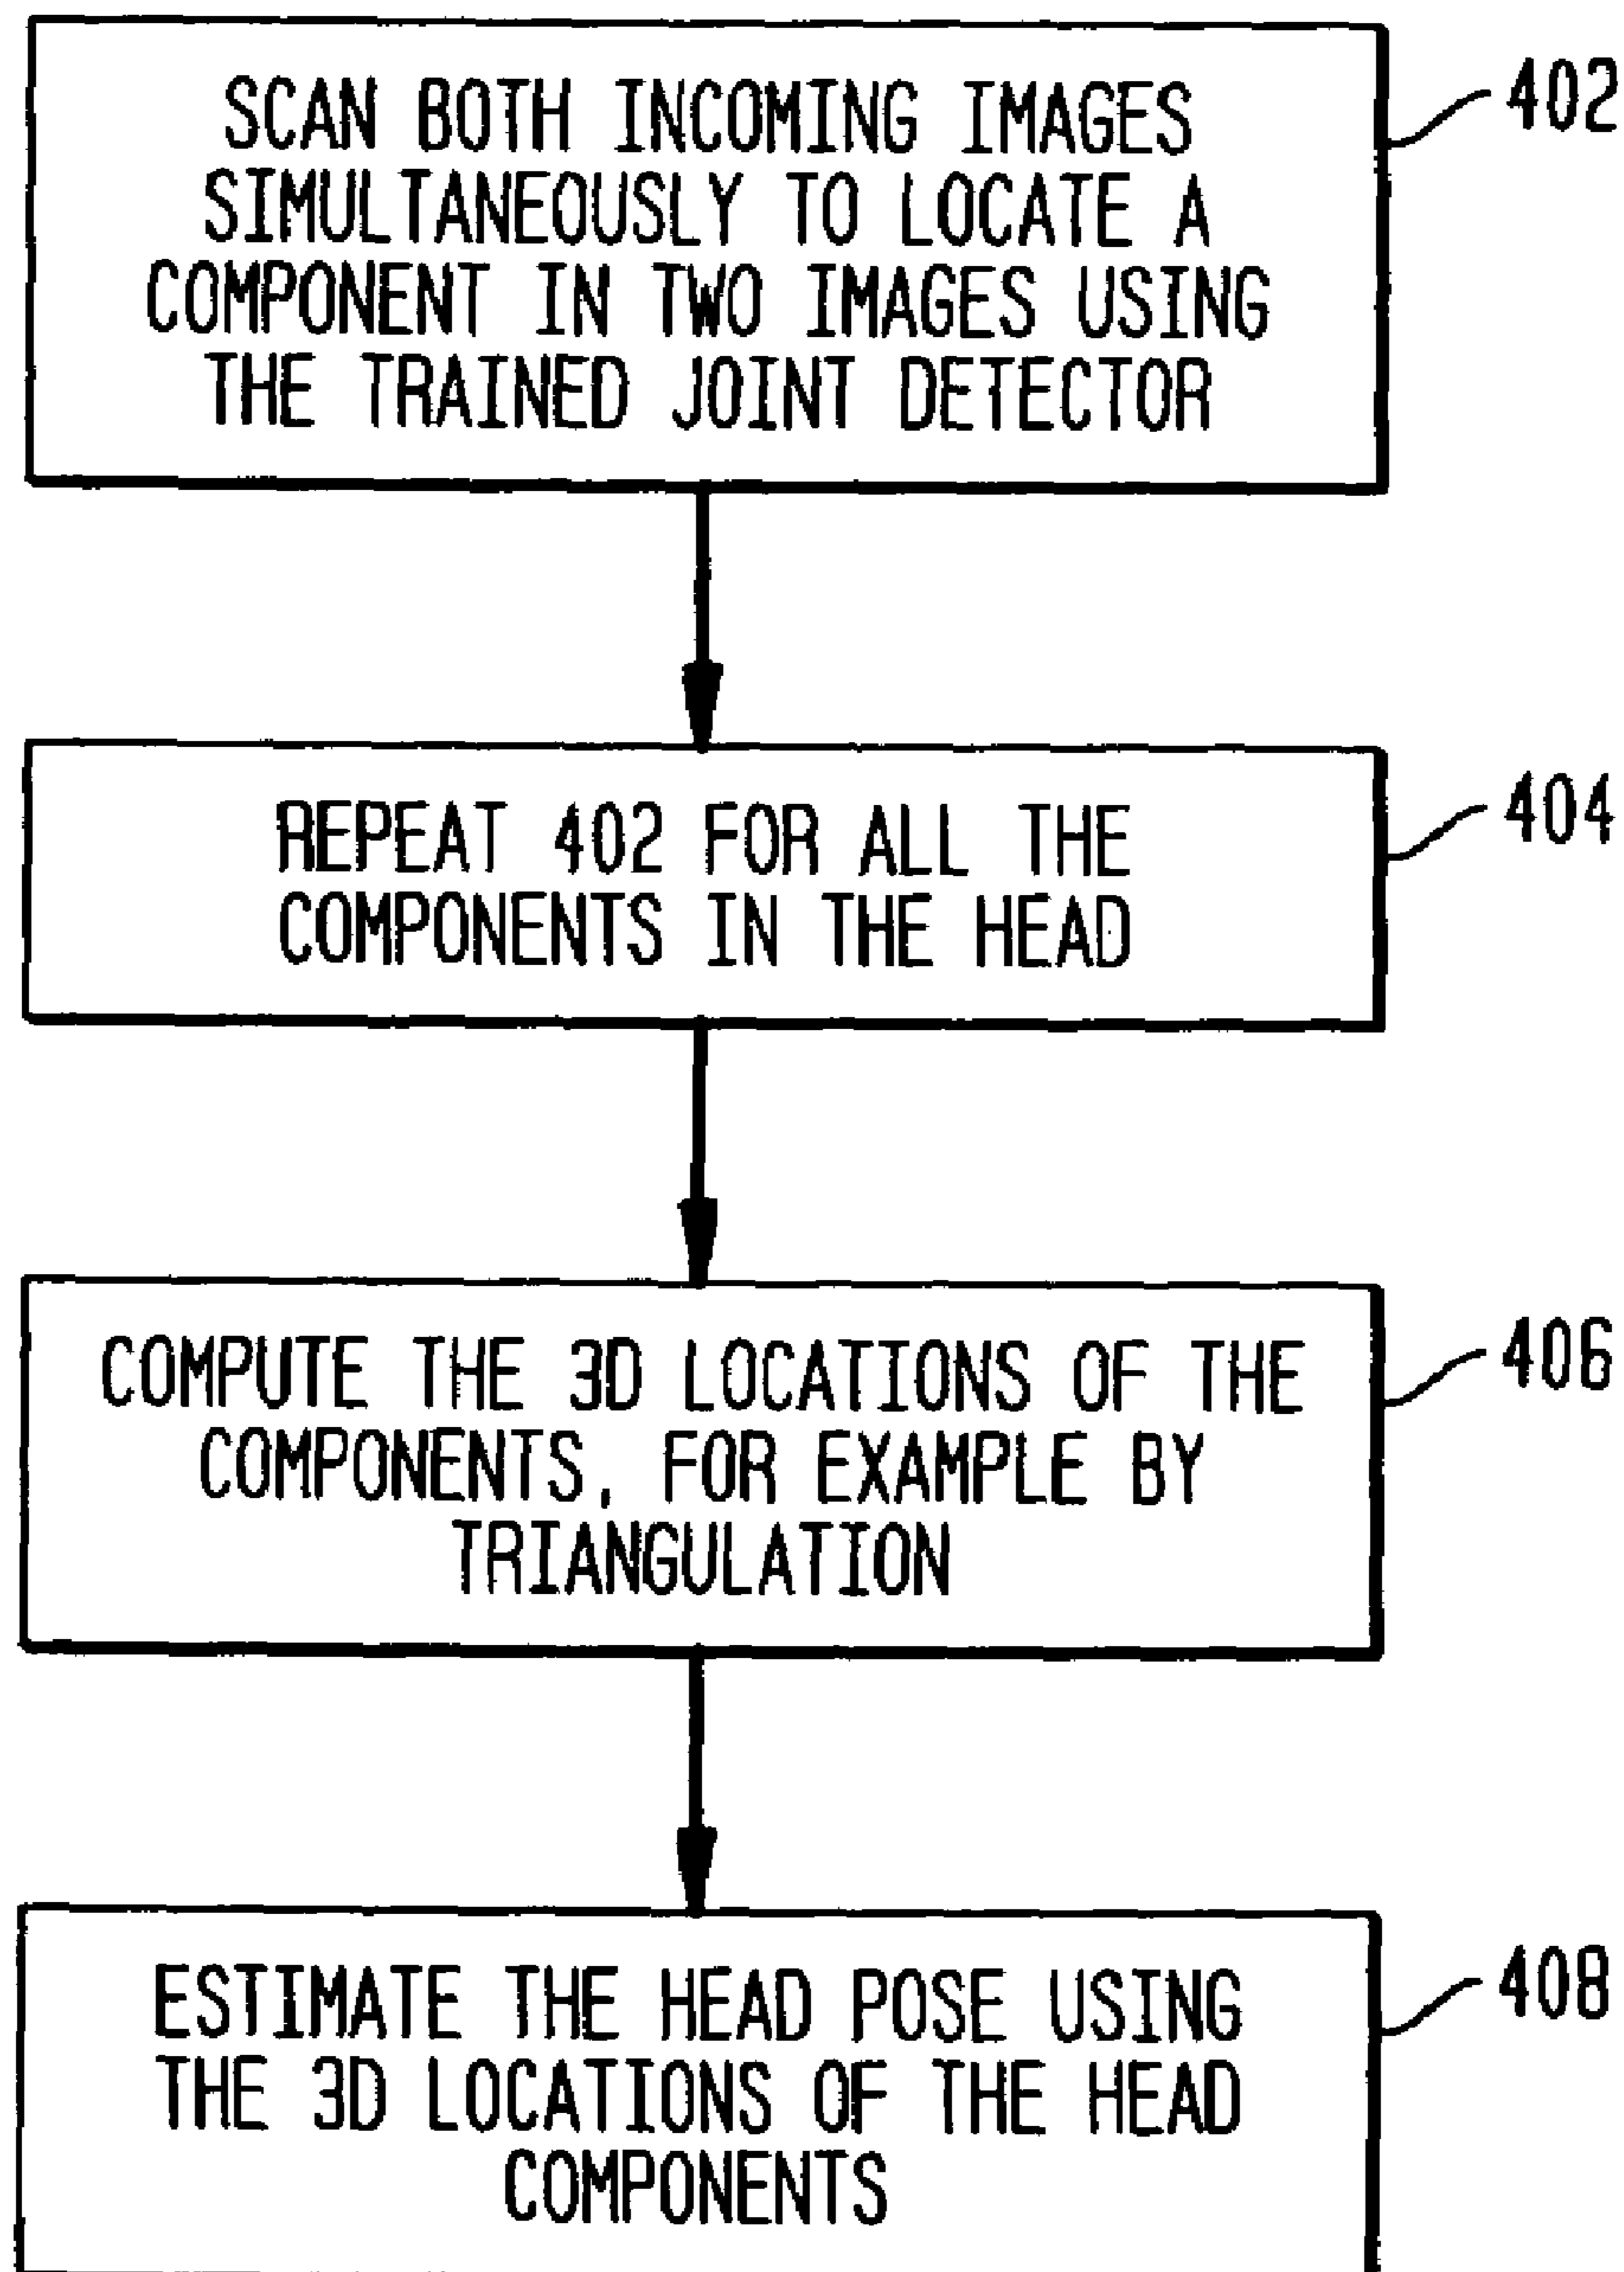 SCAN BOTH INCOMING IMAGES
SIMULTANEOUSLY TO LOCATE A
COMPONENT IN TWO IMAGES USING
THE TRAINED JOINT DETECTOR
402
REPEAT 402 FOR ALL THE
COMPONENTS IN THE HEAD
404
COMPUTE THE 3D LOCATIONS OF THE
COMPONENTS, FOR EXAMPLE BY
TRIANGULATION
406
ESTIMATE THE HEAD POSE USING
THE 3D LOCATIONS OF THE HEAD
COMPONENTS
408